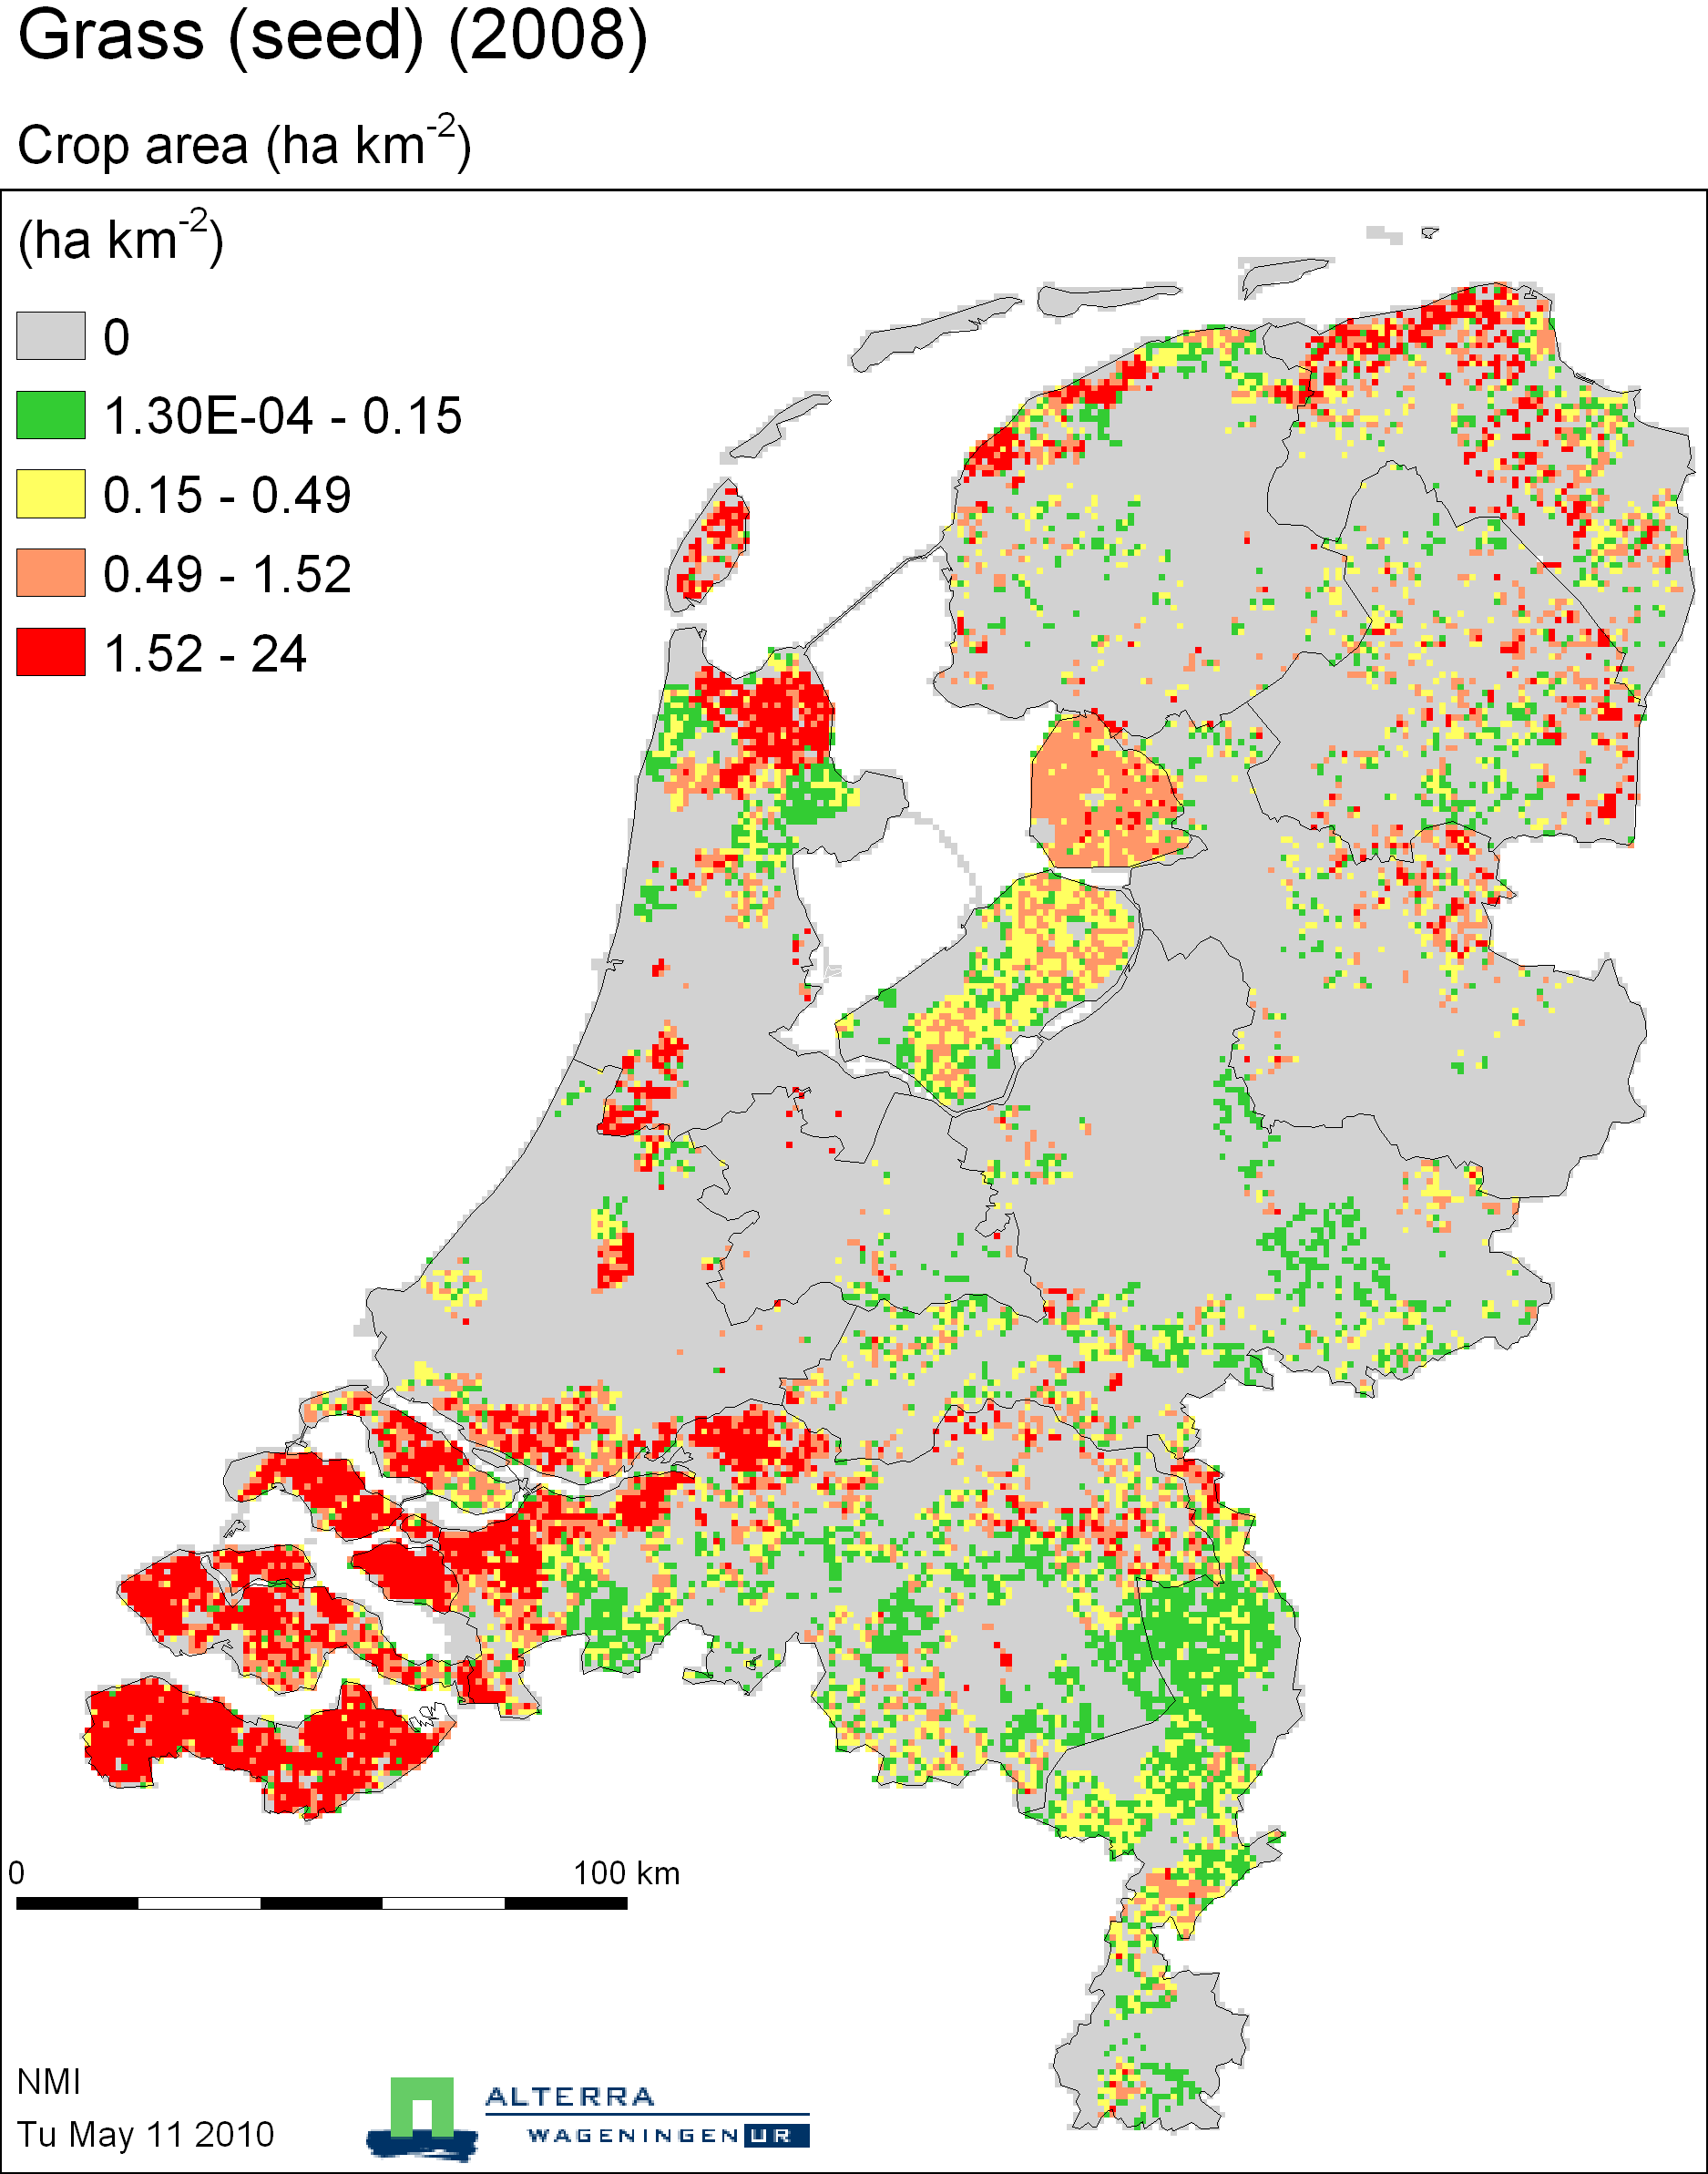 Grass (seed) (2008)
Crop area (ha km-2)
(ha km-2)
0
1.30E-04 - 0.15
0.15 - 0.49
0.49 - 1.52
1.52 - 24
0 100 km
NMI
Tu May 11 2010
ALTERRA
WAGENINGEN UR